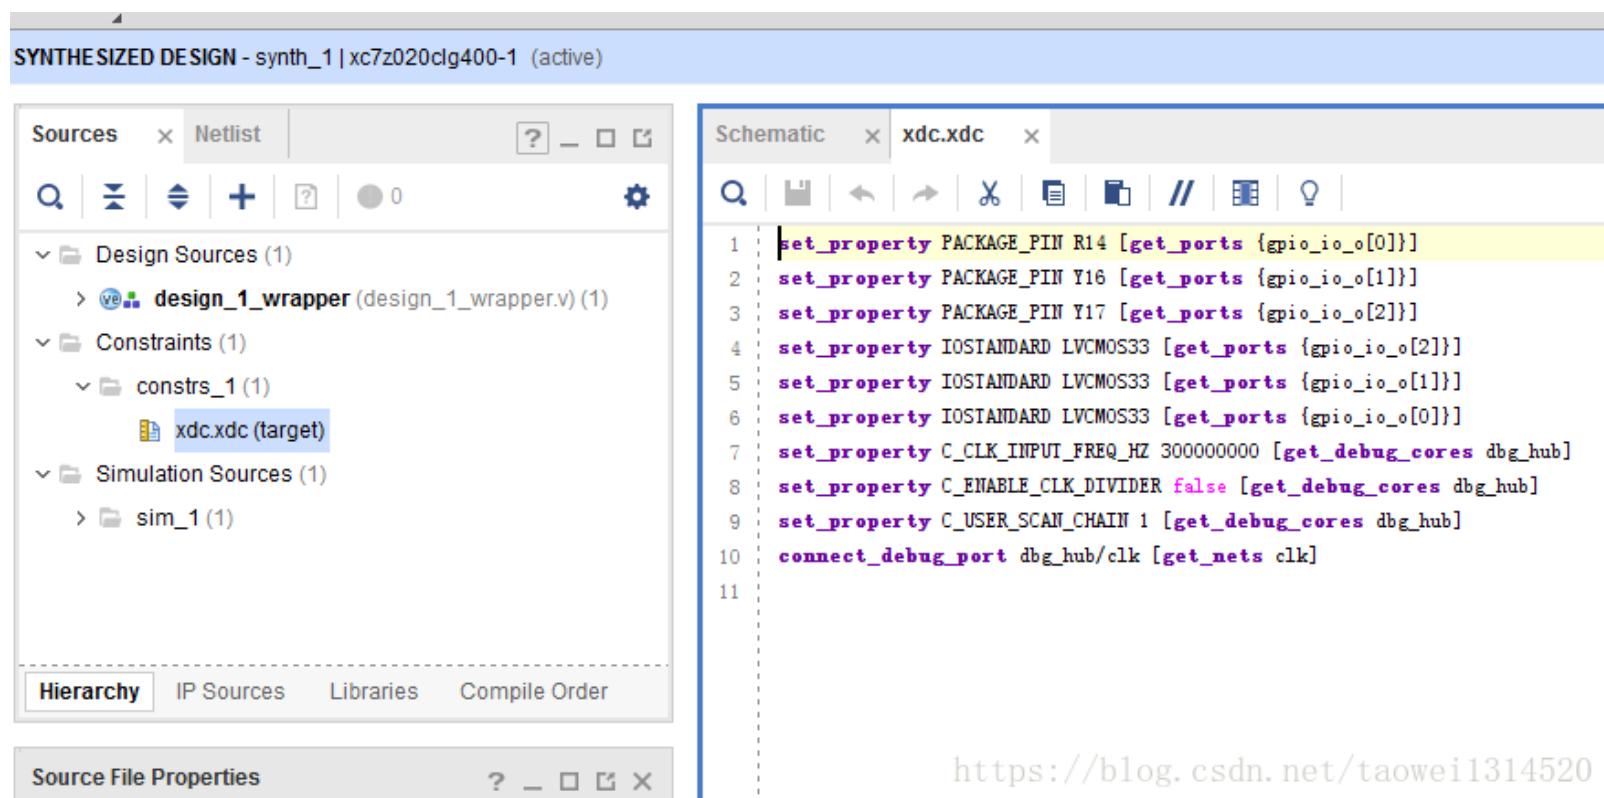 SYNTHESIZED DESIGN - synth_1 | xc7z020clg400-1 (active)
Sources
Netlist
?
? 0
Design Sources (1)
design_1_wrapper (design_1_wrapper.v) (1)
Constraints (1)
constrs_1 (1)
xdc.xdc (target)
Simulation Sources (1)
sim_1 (1)
Hierarchy IP Sources Libraries Compile Order
Source File Properties
?
Schematic
xdc.xdc
//
1 set_property PACKAGE_PIN R14 [get_ports {gpio_io_o[0]}]
2 set_property PACKAGE_PIN Y16 [get_ports {gpio_io_o[1]}]
3 set_property PACKAGE_PIN Y17 [get_ports {gpio_io_o[2]}]
4 set_property IOSTANDARD LVCMOS33 [get_ports {gpio_io_o[2]}]
5 set_property IOSTANDARD LVCMOS33 [get_ports {gpio_io_o[1]}]
6 set_property IOSTANDARD LVCMOS33 [get_ports {gpio_io_o[0]}]
7 set_property C_CLK_INPUT_FREQ_HZ 300000000 [get_debug_cores dbg_hub]
8 set_property C_ENABLE_CLK_DIVIDER false [get_debug_cores dbg_hub]
9 set_property C_USER_SCAN_CHAIN 1 [get_debug_cores dbg_hub]
10 connect_debug_port dbg_hub/clk [get_nets clk]
11
https://blog.csdn.net/taowei1314520